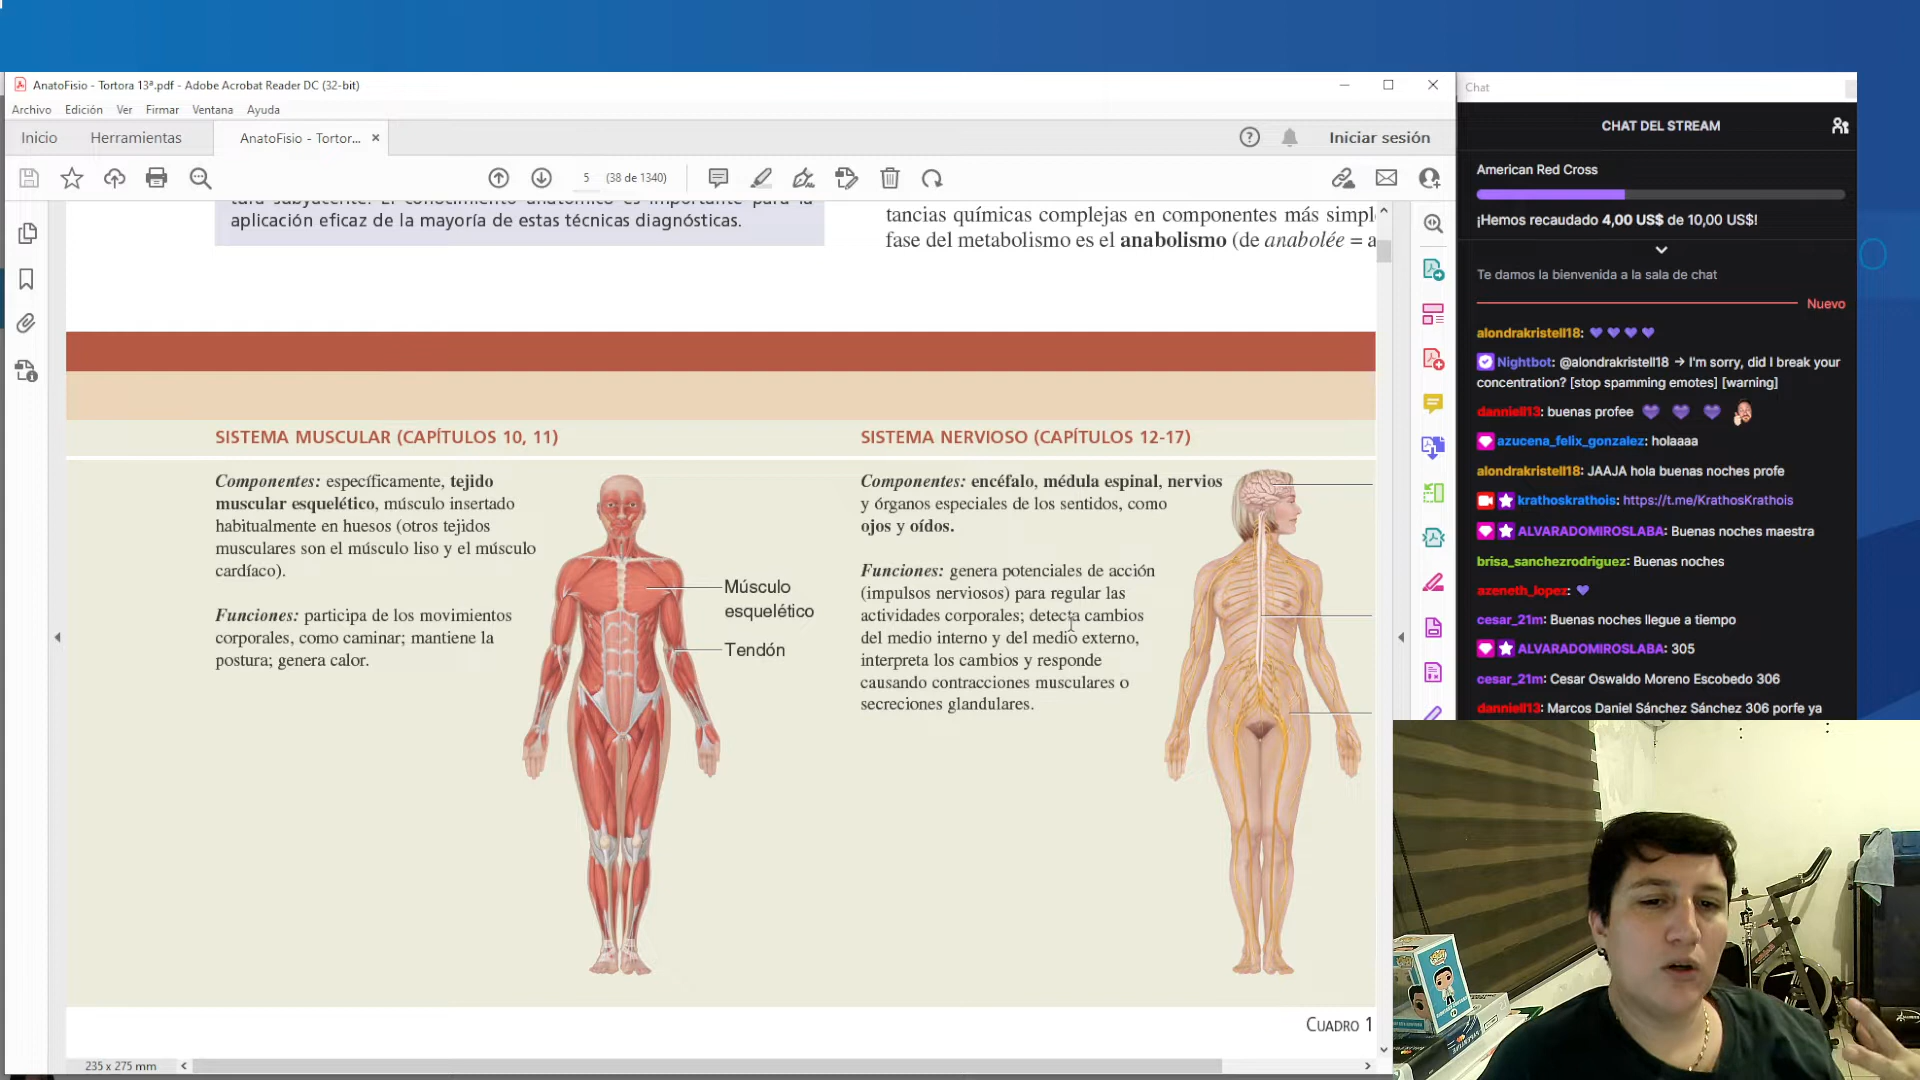 AnatoFisio - Tortora 13ª.pdf - Adobe Acrobat Reader DC (32-bit)
Archivo Edición Ver Firmar Ventana Ayuda
Inicio Herramientas AnatoFisio - Tortor... Iniciar sesión
5 (38 de 1340)
aplicación eficaz de la mayoría de estas técnicas diagnósticas.
tancias químicas complejas en componentes más simpl
fase del metabolismo es el anabolismo (de anabolée = a
SISTEMA MUSCULAR (CAPÍTULOS 10, 11)
Componentes: específicamente, tejido
muscular esquelético, músculo insertado
habitualmente en huesos (otros tejidos
musculares son el músculo liso y el músculo
cardíaco).
Funciones: participa de los movimientos
corporales, como caminar; mantiene la
postura; genera calor.
Músculo
esquelético
Tendón
SISTEMA NERVIOSO (CAPÍTULOS 12-17)
Componentes: encéfalo, médula espinal, nervios
y órganos especiales de los sentidos, como
ojos y oídos.
Funciones: genera potenciales de acción
(impulsos nerviosos) para regular las
actividades corporales; detecta cambios
del medio interno y del medio externo,
interpreta los cambios y responde
causando contracciones musculares o
secreciones glandulares.
CUADRO 1
235 x 275 mm
Chat
CHAT DEL STREAM
American Red Cross
¡Hemos recaudado 4,00 US$ de 10,00 US$!
Te damos la bienvenida a la sala de chat
Nuevo
alondrakristell18:
Nightbot: @alondrakristell18 → I'm sorry, did I break your
concentration? [stop spamming emotes] [warning]
danniell13: buenas profee
azucena_felix_gonzalez: holaaaa
alondrakristell18: JAAJA hola buenas noches profe
krathoskrathois: https://t.me/KrathosKrathois
ALVARADOMIROSLABA: Buenas noches maestra
brisa_sanchezrodriguez: Buenas noches
azeneth_lopez:
cesar_21m: Buenas noches llegue a tiempo
ALVARADOMIROSLABA: 305
cesar_21m: Cesar Oswaldo Moreno Escobedo 306
danniell13: Marcos Daniel Sánchez Sánchez 306 porfe ya